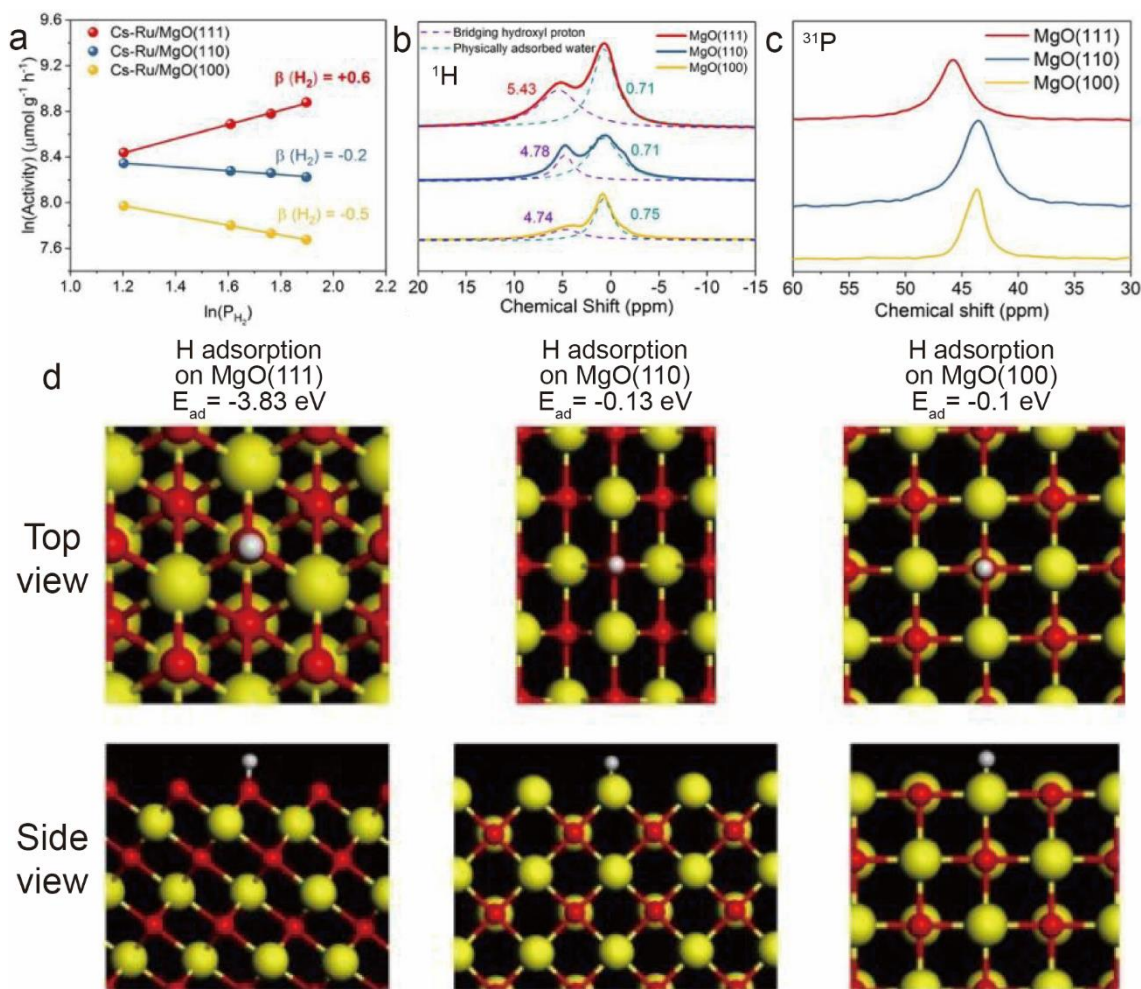 a
9.6
9.2
8.8
8.4
8.0
7.6
ln(Activity) (μmol g⁻¹ h⁻¹)
Cs-Ru/MgO(111)
Cs-Ru/MgO(110)
Cs-Ru/MgO(100)
β (H₂) = +0.6
β (H₂) = -0.2
β (H₂) = -0.5
1.0 1.2 1.4 1.6 1.8 2.0 2.2
ln(P_H₂)
b
Bridging hydroxyl proton
Physically adsorbed water
MgO(111)
MgO(110)
MgO(100)
¹H
5.43
0.71
4.78
0.71
4.74
0.75
20 15 10 5 0 -5 -10 -15
Chemical Shift (ppm)
c
³¹P
MgO(111)
MgO(110)
MgO(100)
60 55 50 45 40 35 30
Chemical shift (ppm)
d
H adsorption
on MgO(111)
E_ad = -3.83 eV
H adsorption
on MgO(110)
E_ad = -0.13 eV
H adsorption
on MgO(100)
E_ad = -0.1 eV
Top
view
Side
view